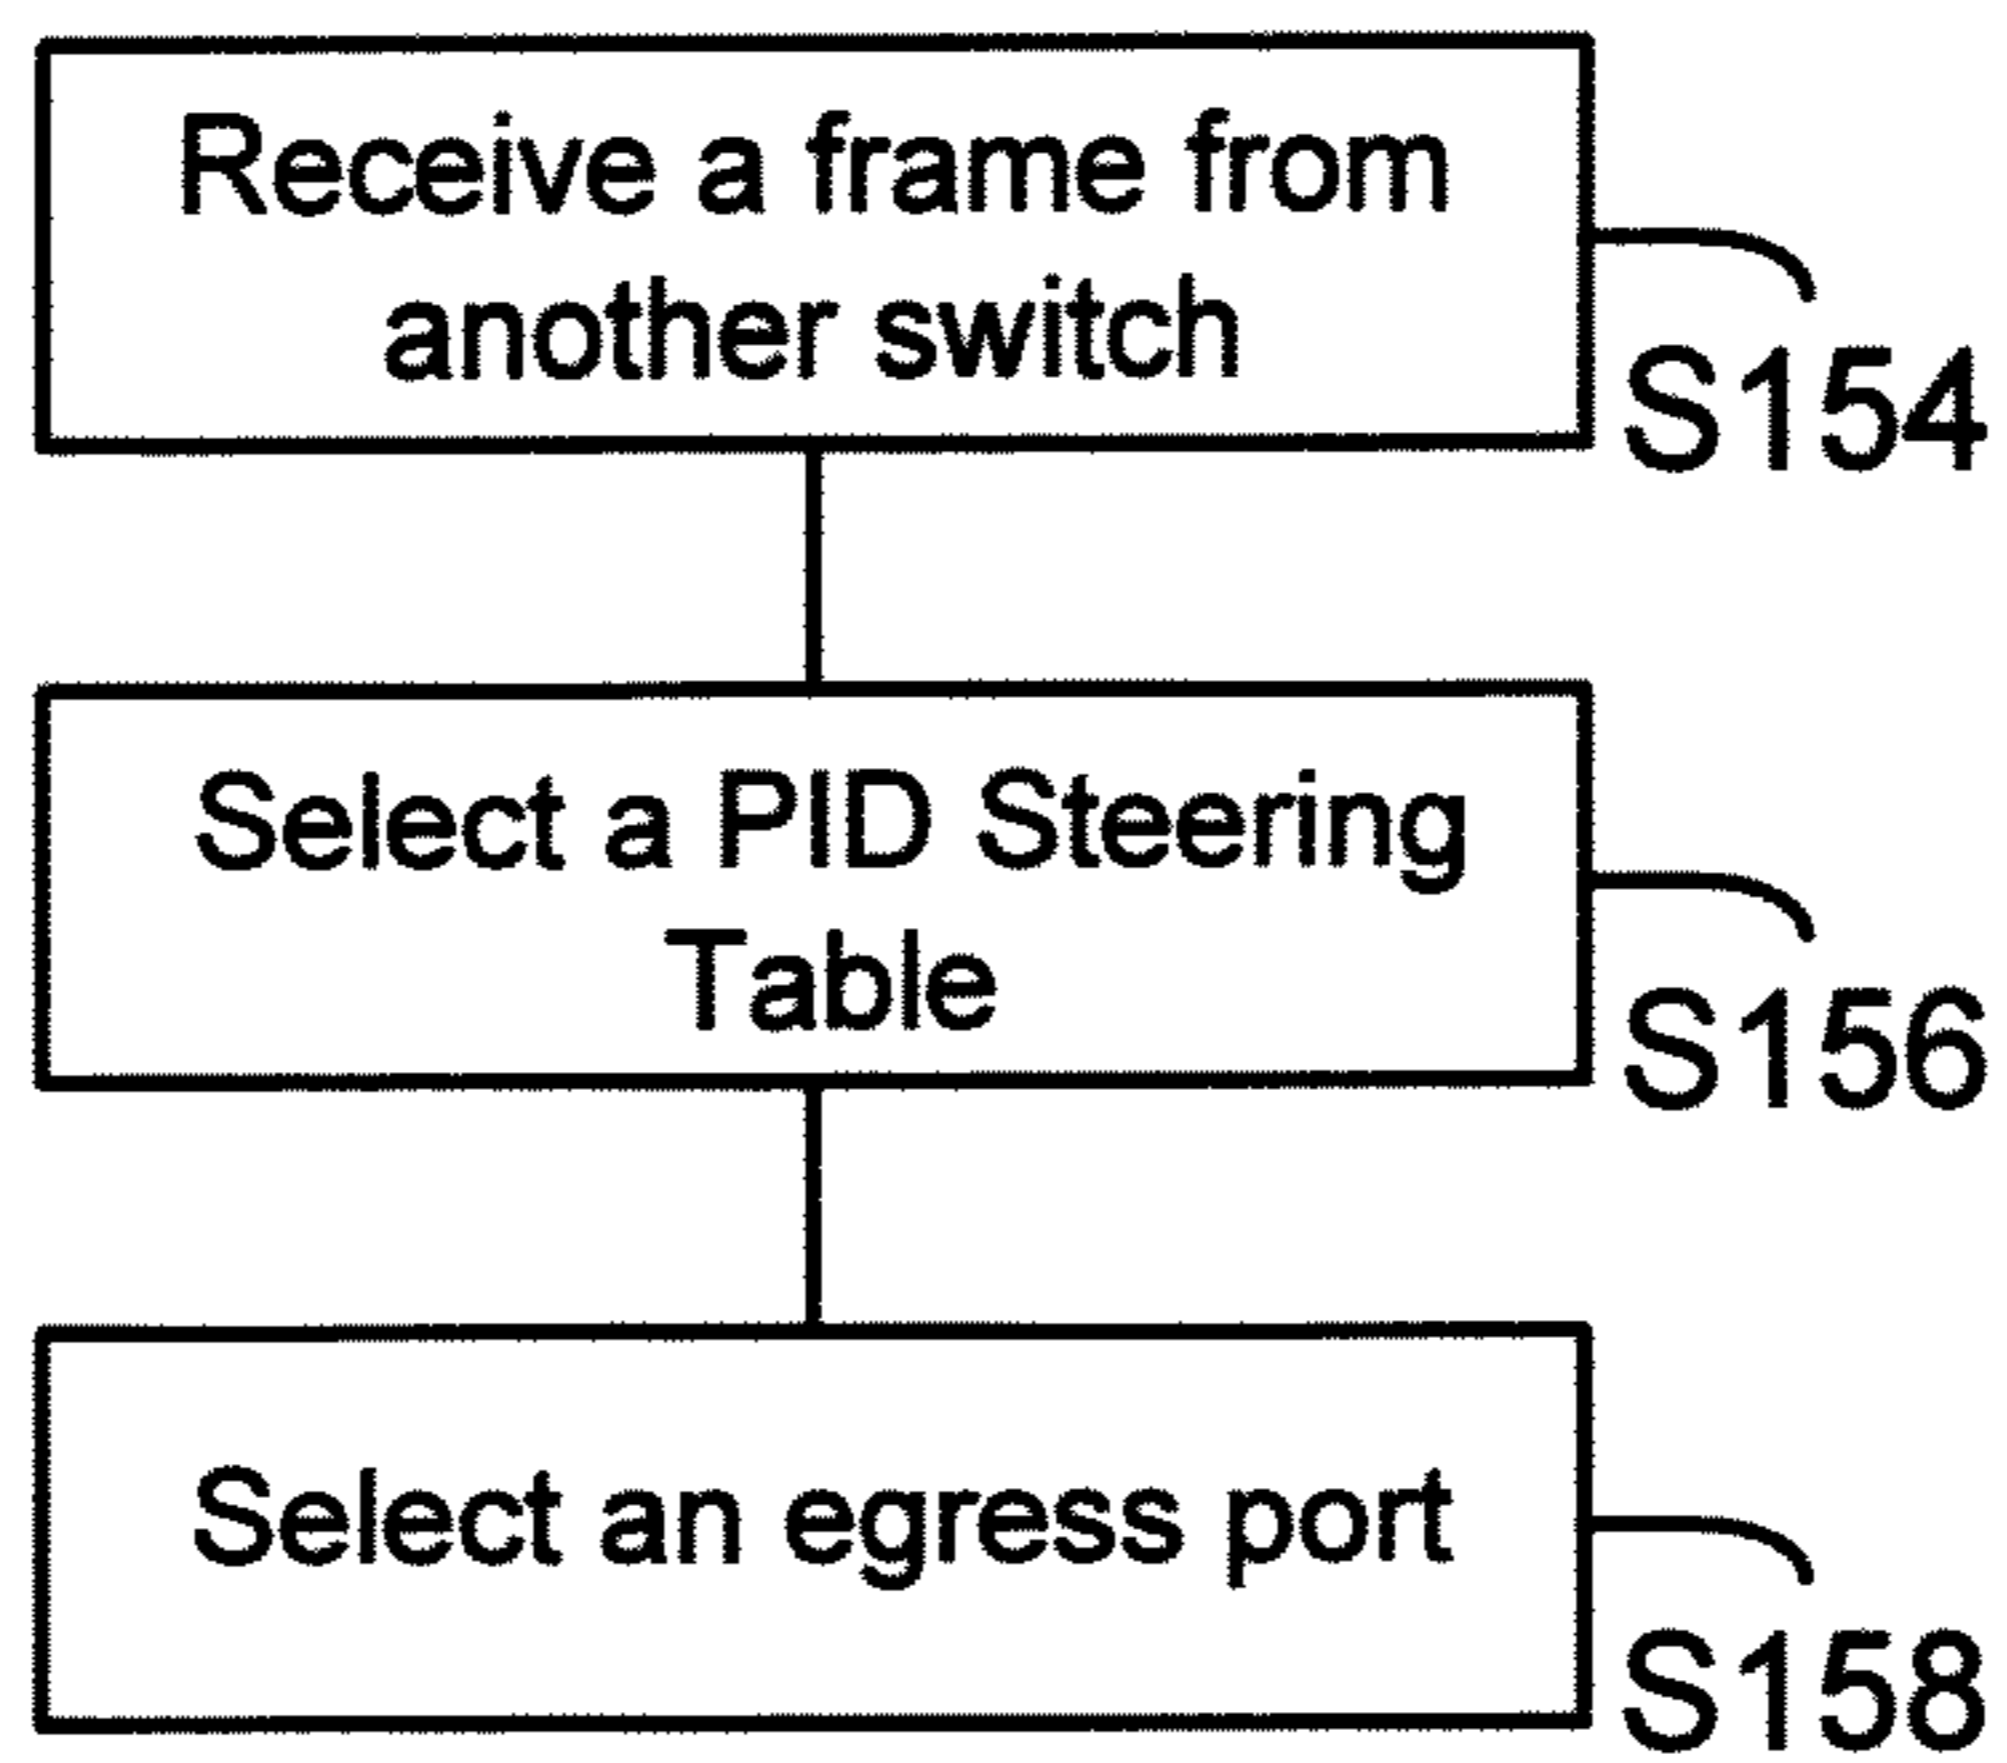 Receive a frame from
another switch
S154
Select a PID Steering
Table
S156
Select an egress port
S158